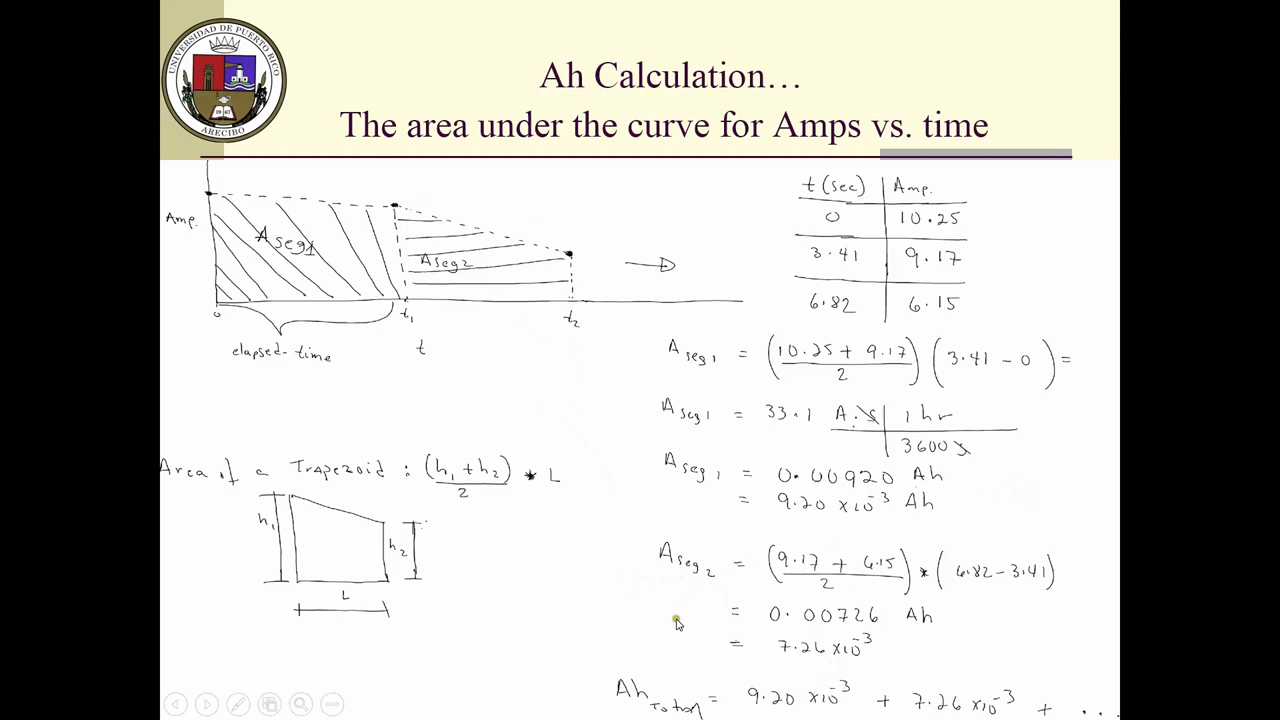 UNIVERSIDAD DE PUERTO RICO
1967
ARECIBO
Ah Calculation…
The area under the curve for Amps vs. time
Amp.
A seg1
A seg2
0
t1
t2
elapsed-time
t
t (sec) Amp.
0 10.25
3.41 9.17
6.82 6.15
A seg1 = ((10.25 + 9.17)/2) (3.41 - 0) =
A seg1 = 33.1 A.s | 1 hr
3600 s
A seg1 = 0.00920 Ah
= 9.20 x10^-3 Ah
Area of a Trapezoid : (h1 + h2)/2 * L
h1
h2
L
A seg2 = ((9.17 + 6.15)/2) * (6.82 - 3.41)
= 0.00726 Ah
= 7.26 x10^-3
Ah Total = 9.20 x10^-3 + 7.26 x10^-3 + ...